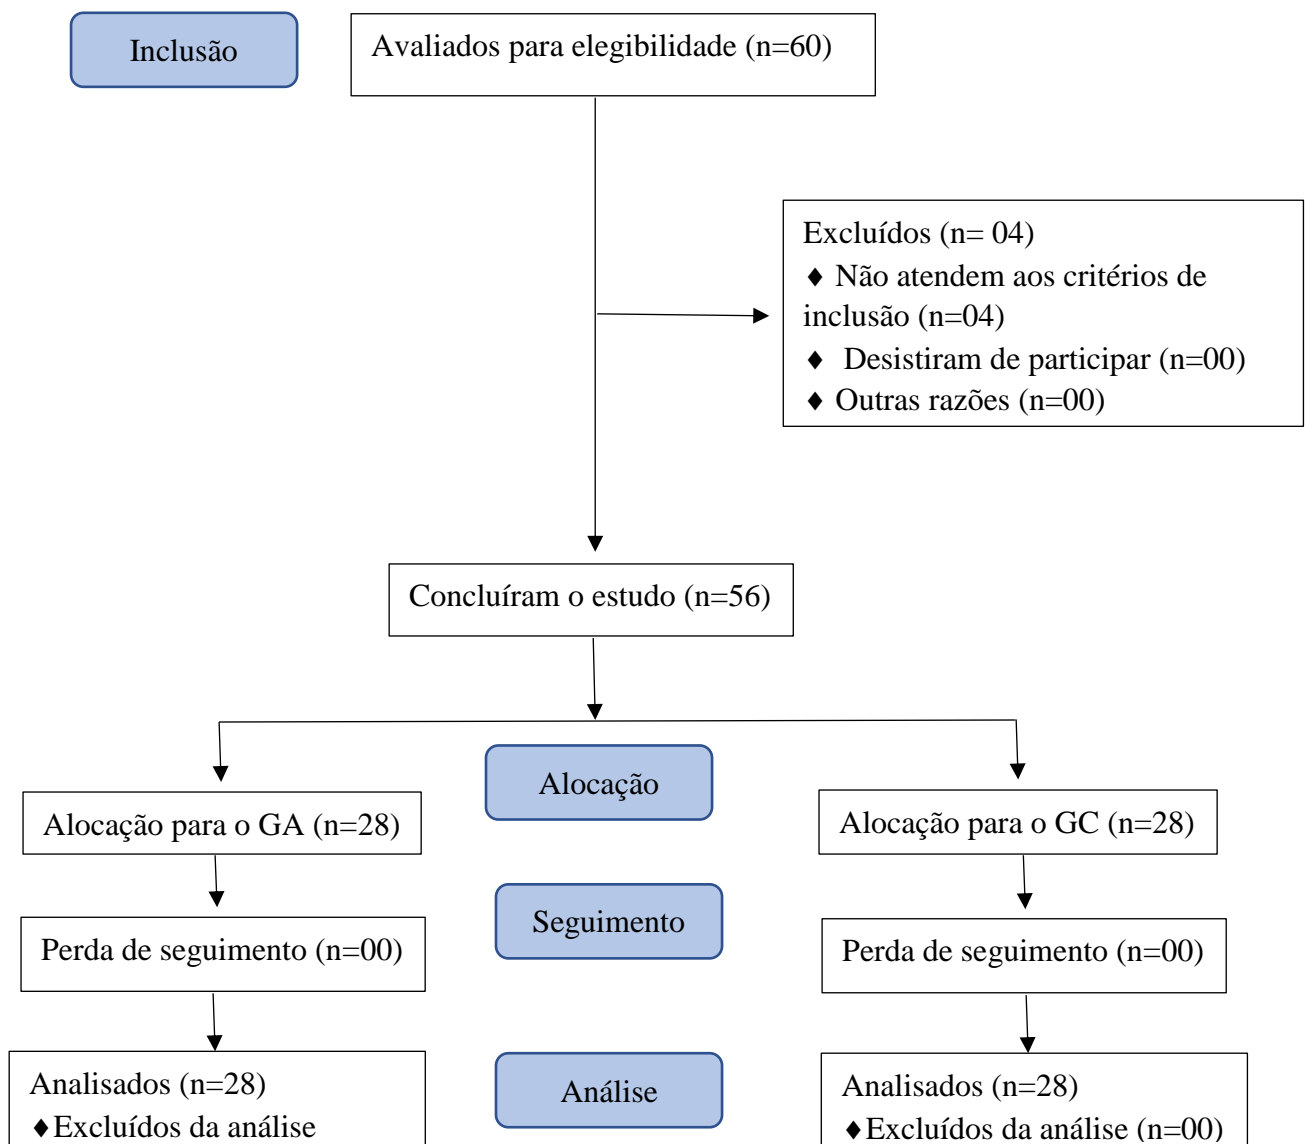 Inclusão
Avaliados para elegibilidade (n=60)
Excluídos (n= 04)
♦ Não atendem aos critérios de
inclusão (n=04)
♦ Desistiram de participar (n=00)
♦ Outras razões (n=00)
Concluíram o estudo (n=56)
Alocação
Alocação para o GA (n=28)
Alocação para o GC (n=28)
Seguimento
Perda de seguimento (n=00)
Perda de seguimento (n=00)
Análise
Analisados (n=28)
♦Excluídos da análise
Analisados (n=28)
♦Excluídos da análise (n=00)